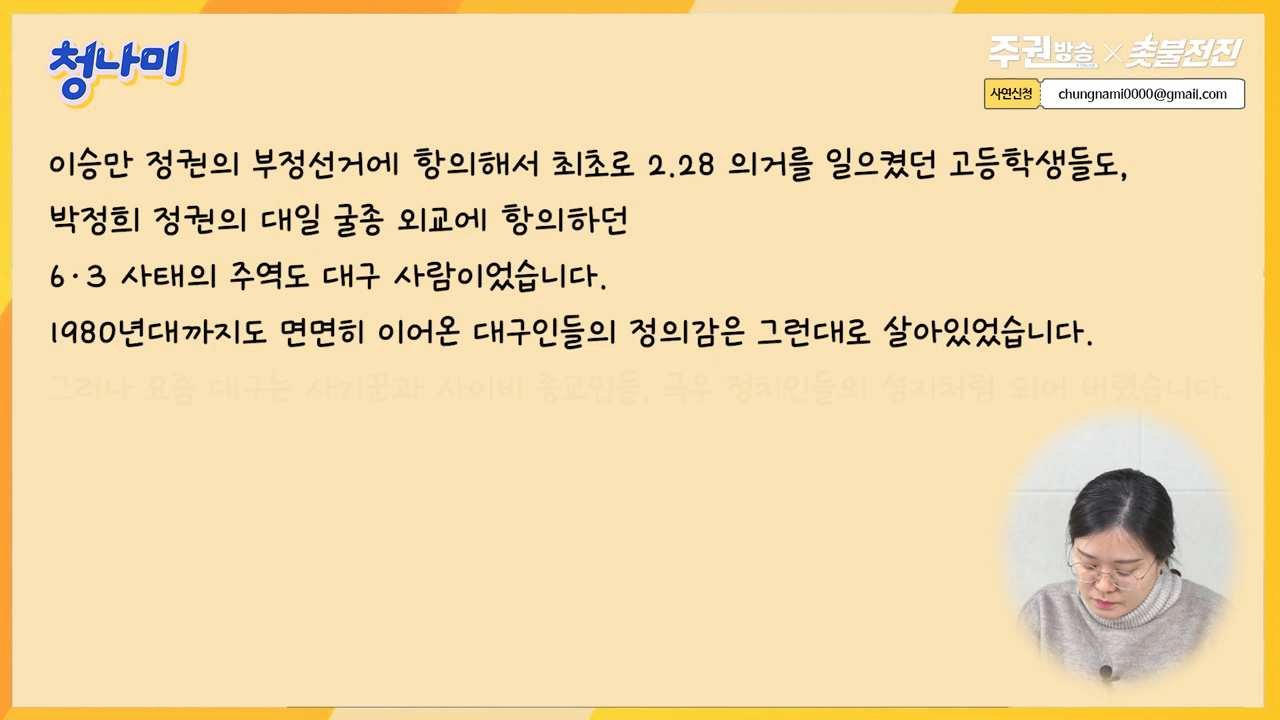 청나미
주권방송×촛불전진
사연신청 chungnami0000@gmail.com
이승만 정권의 부정선거에 항의해서 최초로 2.28 의거를 일으켰던 고등학생들도,
박정희 정권의 대일 굴종 외교에 항의하던
6·3 사태의 주역도 대구 사람이었습니다.
1980년대까지도 면면히 이어온 대구인들의 정의감은 그런대로 살아있었습니다.
그러나 요즘 대구는 사기꾼과 사이비 종교인들, 극우 정치인들의 성지처럼 되어 버렸습니다.